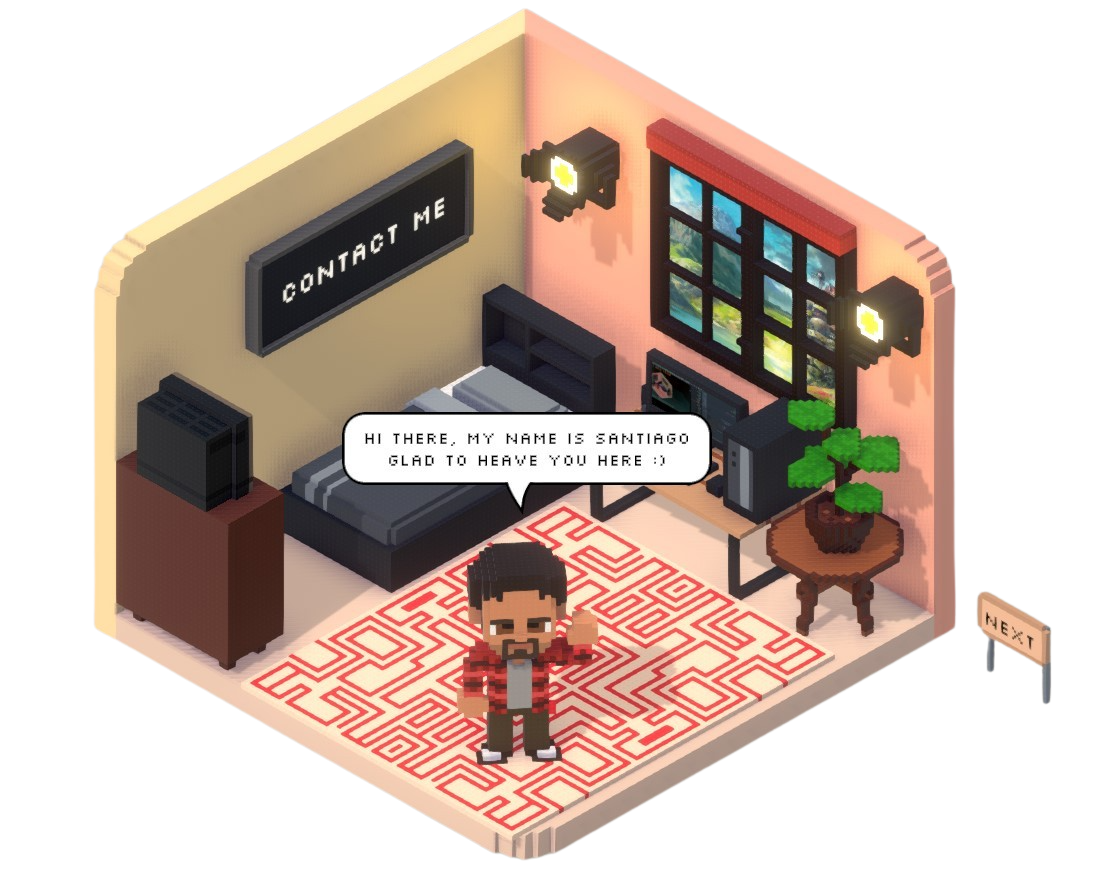 CONTACT ME
HI THERE, MY NAME IS SANTIAGO
GLAD TO HEAVE YOU HERE :)
NEXT